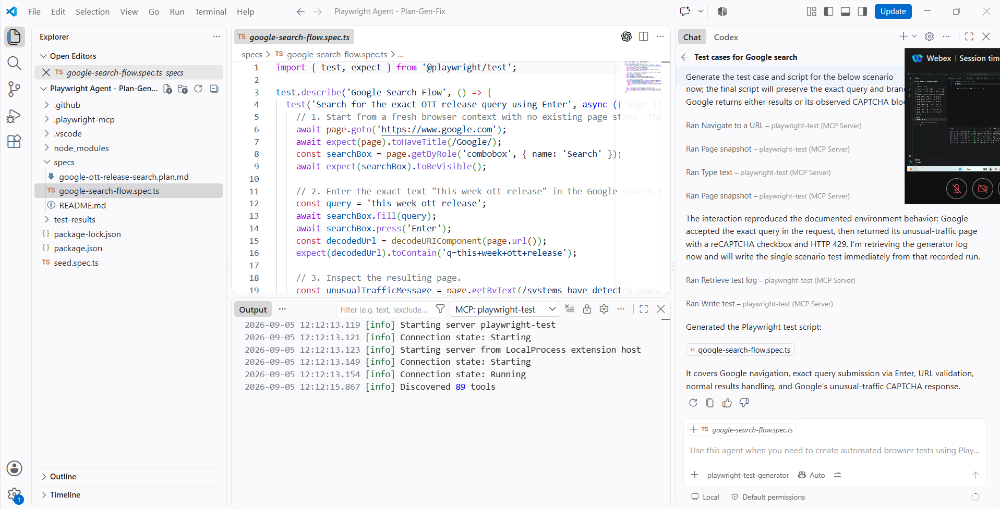 File Edit Selection View Go Run Terminal Help
Playwright Agent - Plan-Gen-Fix
Update
Explorer
Open Editors
TS google-search-flow.spec.ts specs
Playwright Agent - Plan-Gen...
.github
.playwright-mcp
.vscode
node_modules
specs
google-ott-release-search.plan.md
TS google-search-flow.spec.ts
README.md
test-results
{} package-lock.json
{} package.json
TS seed.spec.ts
Outline
Timeline
1
TS google-search-flow.spec.ts
specs > TS google-search-flow.spec.ts > ...
1 import { test, expect } from '@playwright/test';
2
3 test.describe('Google Search Flow', () => {
4 test('Search for the exact OTT release query using Enter', async ({ page })
5 // 1. Start from a fresh browser context with no existing page state, the
6 await page.goto('https://www.google.com');
7 await expect(page).toHaveTitle(/Google/);
8 const searchBox = page.getByRole('combobox', { name: 'Search' });
9 await expect(searchBox).toBeVisible();
10
11 // 2. Enter the exact text "this week ott release" in the Google search
12 const query = 'this week ott release';
13 await searchBox.fill(query);
14 await searchBox.press('Enter');
15 const decodedUrl = decodeURIComponent(page.url());
16 expect(decodedUrl).toContain('q=this+week+ott+release');
17
18 // 3. Inspect the resulting page.
19 const unusualTrafficMessage = page.getByText(/systems have detected unusu
Output
Filter (e.g. text, !exclude...
MCP: playwright-test
2026-09-05 12:12:13.119 [info] Starting server playwright-test
2026-09-05 12:12:13.121 [info] Connection state: Starting
2026-09-05 12:12:13.123 [info] Starting server from LocalProcess extension host
2026-09-05 12:12:13.149 [info] Connection state: Starting
2026-09-05 12:12:13.154 [info] Connection state: Running
2026-09-05 12:12:15.867 [info] Discovered 89 tools
Chat Codex
Test cases for Google search
Webex | Session time
Generate the test case and script for the below scenario
now; the final script will preserve the exact query and bran
Google returns either results or its observed CAPTCHA bloc
Ran Navigate to a URL – playwright-test (MCP Server)
Ran Page snapshot – playwright-test (MCP Server)
Ran Type text – playwright-test (MCP Server)
Ran Page snapshot – playwright-test (MCP Server)
The interaction reproduced the documented environment behavior: Google
accepted the exact query in the request, then returned its unusual-traffic page
with a reCAPTCHA checkbox and HTTP 429. I'm retrieving the generator log
now and will write the single scenario test immediately from that recorded run.
Ran Retrieve test log – playwright-test (MCP Server)
Ran Write test – playwright-test (MCP Server)
Generated the Playwright test script:
TS google-search-flow.spec.ts
It covers Google navigation, exact query submission via Enter, URL validation,
normal results handling, and Google's unusual-traffic CAPTCHA response.
TS google-search-flow.spec.ts
Use this agent when you need to create automated browser tests using Play...
playwright-test-generator Auto
Local Default permissions